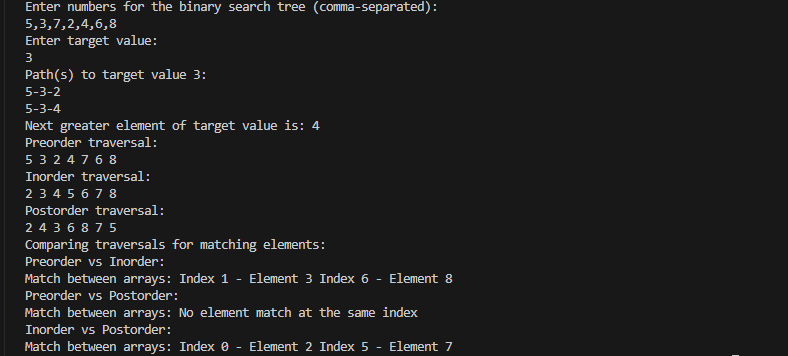 Enter numbers for the binary search tree (comma-separated):
5,3,7,2,4,6,8
Enter target value:
3
Path(s) to target value 3:
5-3-2
5-3-4
Next greater element of target value is: 4
Preorder traversal:
5 3 2 4 7 6 8
Inorder traversal:
2 3 4 5 6 7 8
Postorder traversal:
2 4 3 6 8 7 5
Comparing traversals for matching elements:
Preorder vs Inorder:
Match between arrays: Index 1 - Element 3 Index 6 - Element 8
Preorder vs Postorder:
Match between arrays: No element match at the same index
Inorder vs Postorder:
Match between arrays: Index 0 - Element 2 Index 5 - Element 7